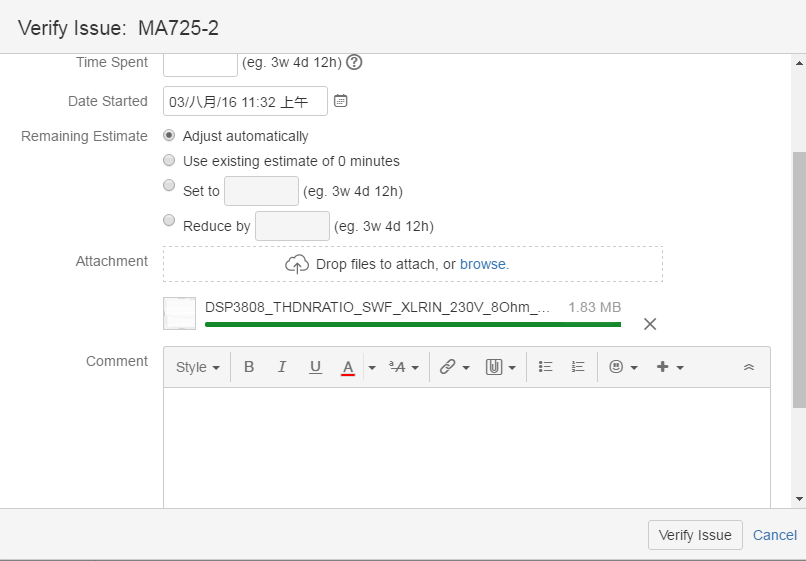 Verify Issue: MA725-2
Time Spent (eg. 3w 4d 12h)
Date Started 03/八月/16 11:32 上午
Remaining Estimate Adjust automatically
Use existing estimate of 0 minutes
Set to (eg. 3w 4d 12h)
Reduce by (eg. 3w 4d 12h)
Attachment Drop files to attach, or browse.
DSP3808_THDNRATIO_SWF_XLRIN_230V_8Ohm_... 1.83 MB
Comment Style B I U A ªA
Verify Issue Cancel